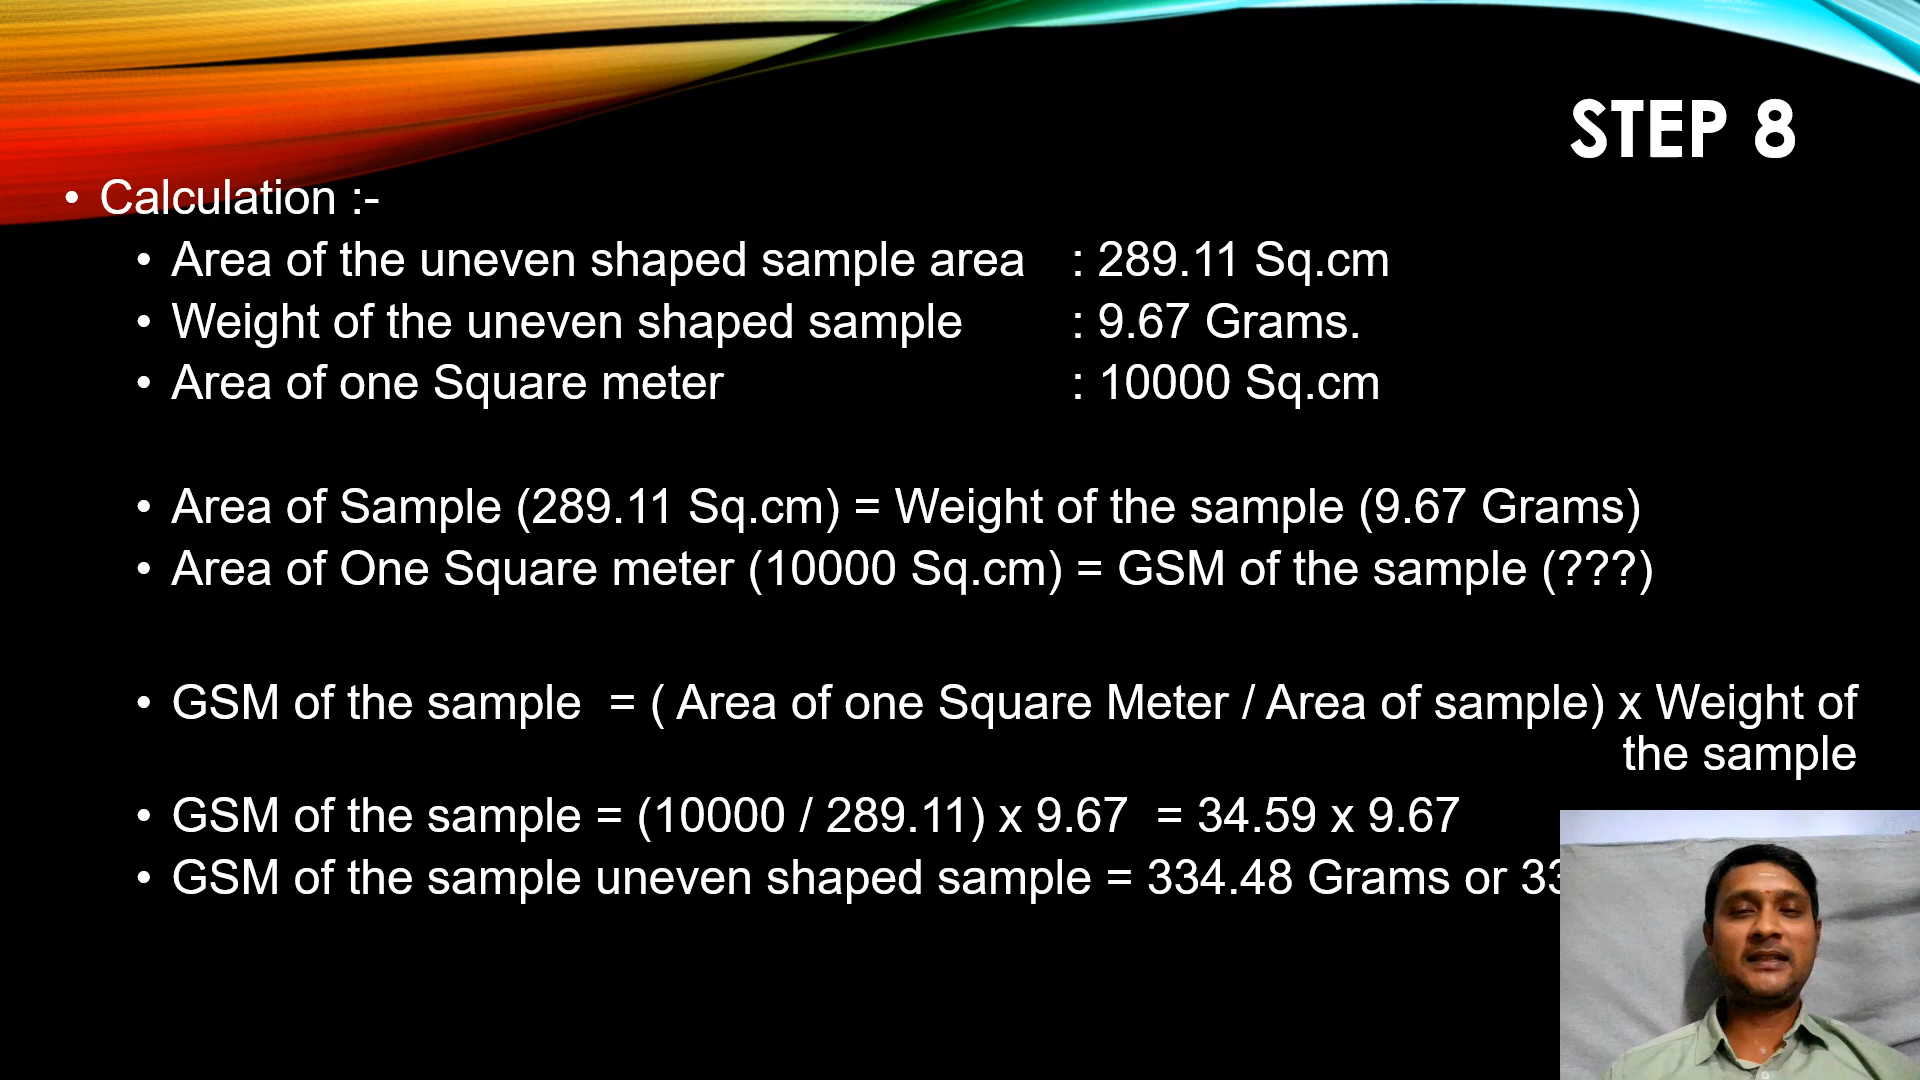 STEP 8
• Calculation :-
• Area of the uneven shaped sample area : 289.11 Sq.cm
• Weight of the uneven shaped sample : 9.67 Grams.
• Area of one Square meter : 10000 Sq.cm
• Area of Sample (289.11 Sq.cm) = Weight of the sample (9.67 Grams)
• Area of One Square meter (10000 Sq.cm) = GSM of the sample (???)
• GSM of the sample = ( Area of one Square Meter / Area of sample) x Weight of
the sample
• GSM of the sample = (10000 / 289.11) x 9.67 = 34.59 x 9.67
• GSM of the sample uneven shaped sample = 334.48 Grams or